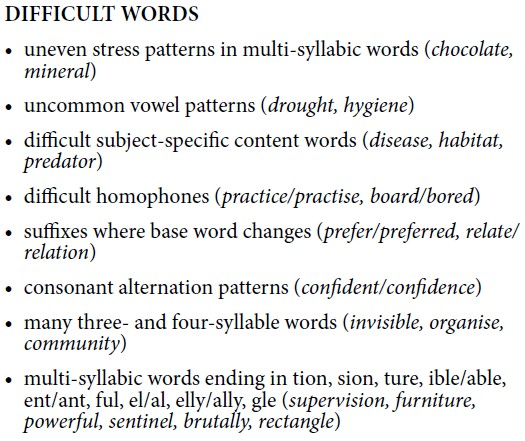 DIFFICULT WORDS
• uneven stress patterns in multi-syllabic words (chocolate,
mineral)
• uncommon vowel patterns (drought, hygiene)
• difficult subject-specific content words (disease, habitat,
predator)
• difficult homophones (practice/practise, board/bored)
• suffixes where base word changes (prefer/preferred, relate/
relation)
• consonant alternation patterns (confident/confidence)
• many three- and four-syllable words (invisible, organise,
community)
• multi-syllabic words ending in tion, sion, ture, ible/able,
ent/ant, ful, el/al, elly/ally, gle (supervision, furniture,
powerful, sentinel, brutally, rectangle)